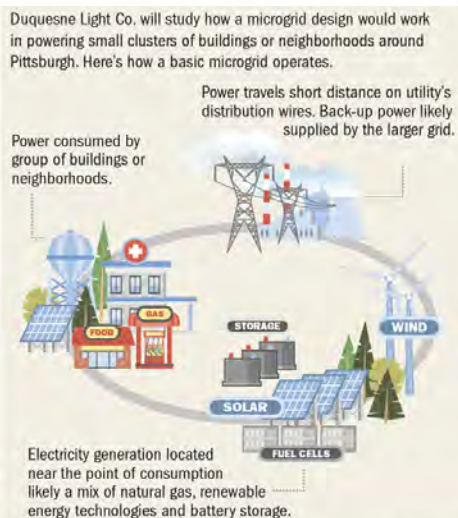 Duquesne Light Co. will study how a microgrid design would work
in powering small clusters of buildings or neighborhoods around
Pittsburgh. Here's how a basic microgrid operates.
Power travels short distance on utility's
distribution wires. Back-up power likely
supplied by the larger grid.
Power consumed by
group of buildings or
neighborhoods.
GAS
FOOD
STORAGE
WIND
SOLAR
FUEL CELLS
Electricity generation located
near the point of consumption
likely a mix of natural gas, renewable
energy technologies and battery storage.